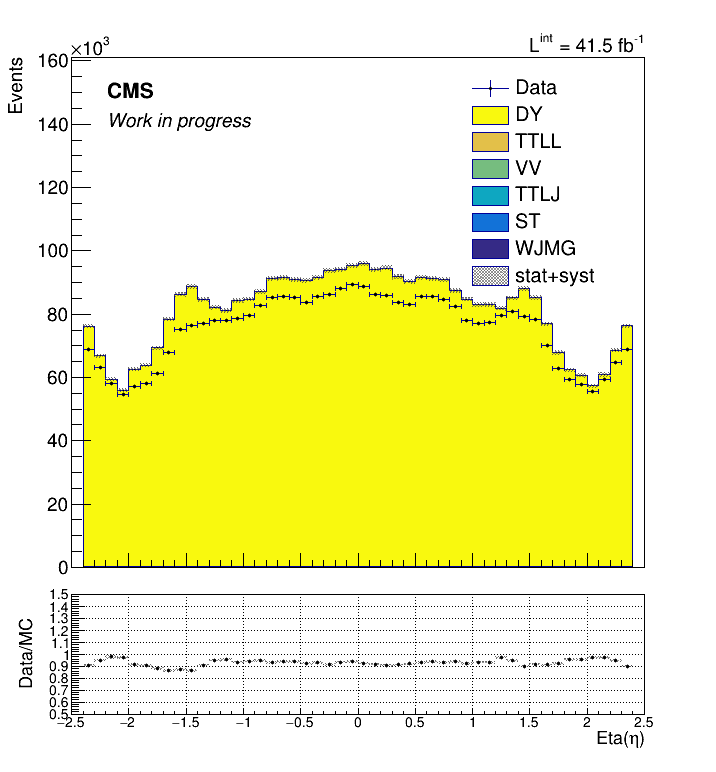 ×10³
L^int = 41.5 fb^-1
Events
160
140
120
100
80
60
40
20
0
CMS
Work in progress
Data
DY
TTLL
VV
TTLJ
ST
WJMG
stat+syst
Data/MC
1.5
1.4
1.3
1.2
1.1
1
0.9
0.8
0.7
0.6
0.5
−2.5 −2 −1.5 −1 −0.5 0 0.5 1 1.5 2 2.5
Eta(η)